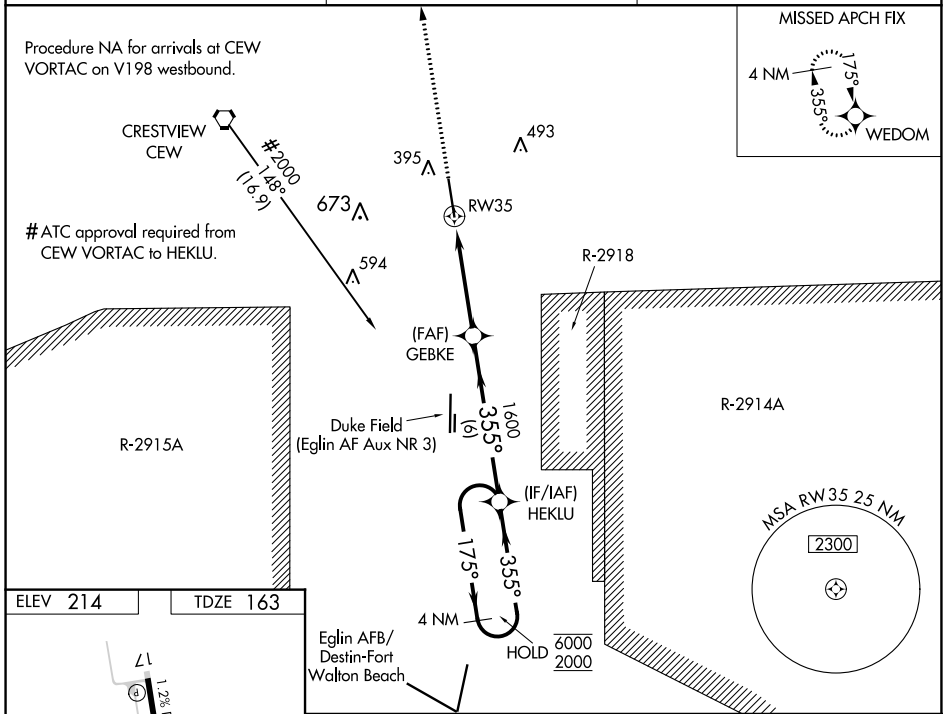 Procedure NA for arrivals at CEW
VORTAC on V198 westbound.
MISSED APCH FIX
4 NM
175°
355°
WEDOM
CRESTVIEW
CEW
#2000
148°
(16.9)
395
493
673
RW35
#ATC approval required from
CEW VORTAC to HEKLU.
594
R-2918
(FAF)
GEBKE
R-2915A
Duke Field
(Eglin AF Aux NR 3)
1600
355°
(6)
R-2914A
(IF/IAF)
HEKLU
MSA RW35 25 NM
2300
175°
355°
4 NM
HOLD
6000
2000
ELEV 214
TDZE 163
Eglin AFB/
Destin-Fort
Walton Beach
17
P
1.2%